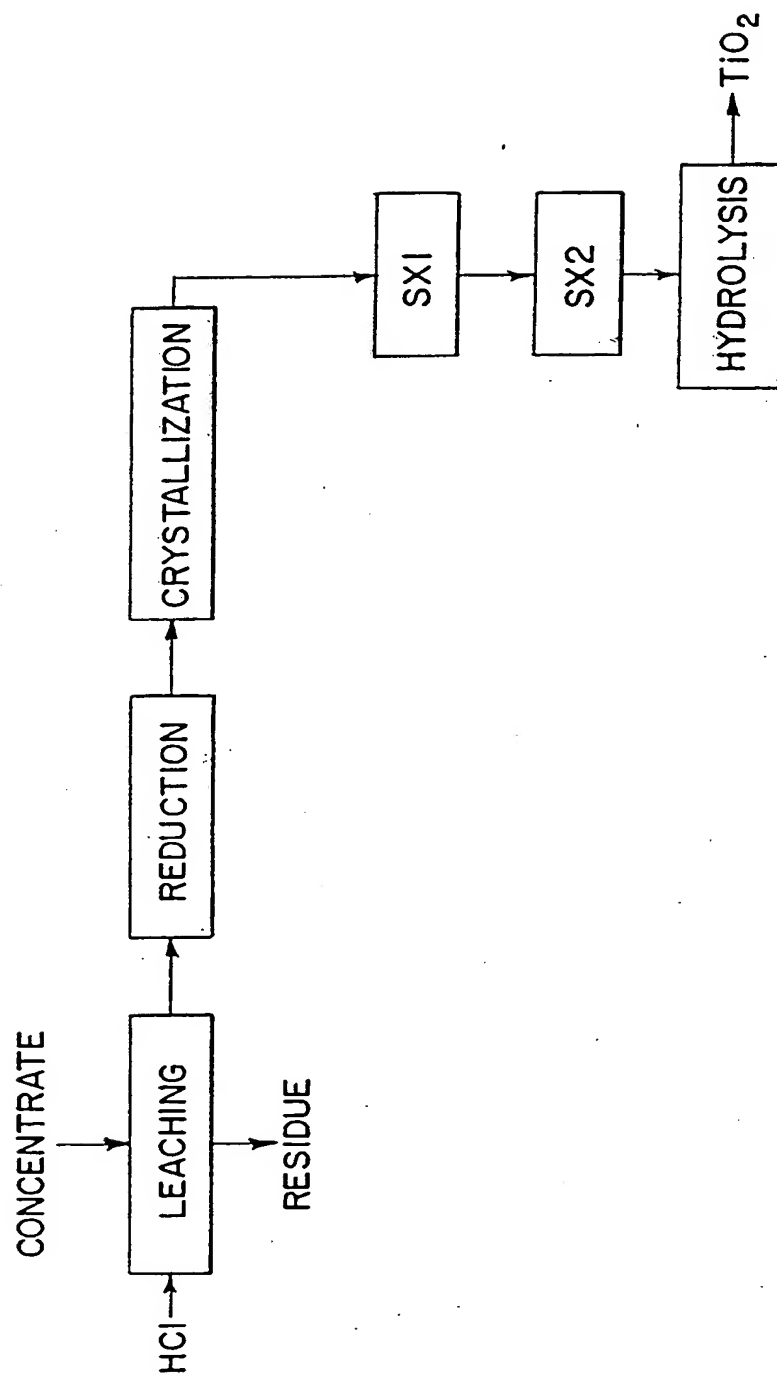 CONCENTRATE
HCl
LEACHING
RESIDUE
REDUCTION
CRYSTALLIZATION
SX1
SX2
HYDROLYSIS
TiO₂